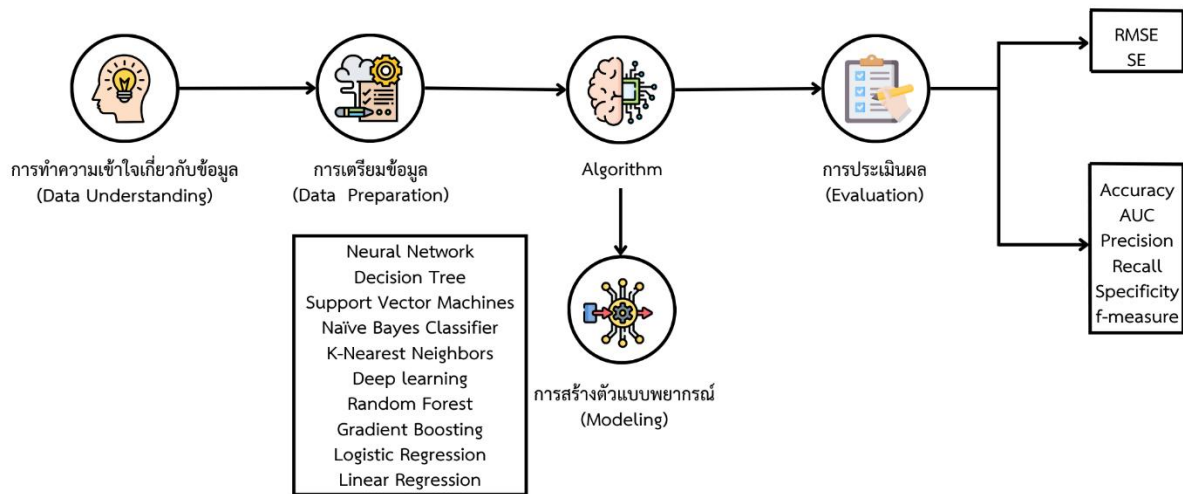 การทำความเข้าใจเกี่ยวกับข้อมูล
(Data Understanding)
การเตรียมข้อมูล
(Data Preparation)
Algorithm
การประเมินผล
(Evaluation)
RMSE
SE
Accuracy
AUC
Precision
Recall
Specificity
f-measure
Neural Network
Decision Tree
Support Vector Machines
Naïve Bayes Classifier
K-Nearest Neighbors
Deep learning
Random Forest
Gradient Boosting
Logistic Regression
Linear Regression
การสร้างตัวแบบพยากรณ์
(Modeling)